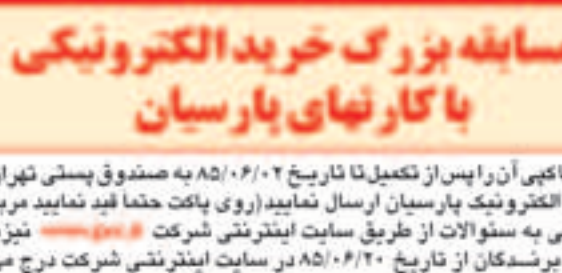 مسابقه بزرگ خرید الکترونیکی
با کارتهای پارسیان
کپی آن را پس از تکمیل تا تاریخ ۸۵/۰۶/۰۲ به صندوق پستی تهران
الکترونیک پارسیان ارسال نمایید (روی پاکت حتما قید نمایید مربو
ی به سئوالات از طریق سایت اینترنتی شرکت نیز
برندگان از تاریخ ۸۵/۰۶/۲۰ در سایت اینترنتی شرکت درج م